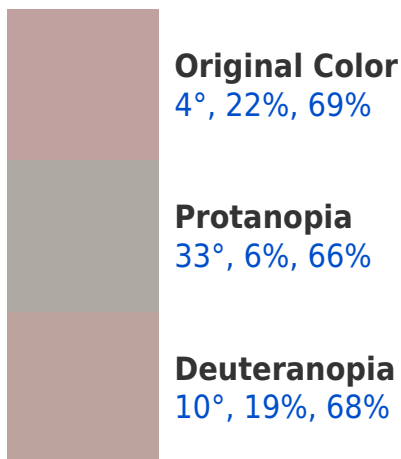 Original Color
4°, 22%, 69%
Protanopia
33°, 6%, 66%
Deuteranopia
10°, 19%, 68%